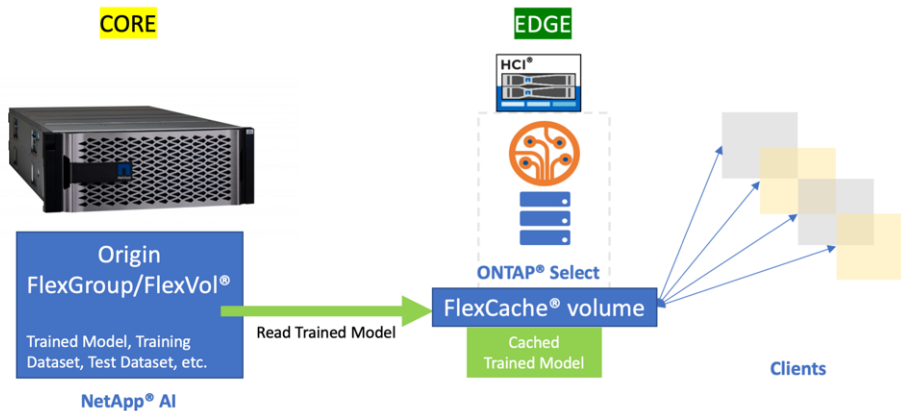 CORE
EDGE
HCI®
Origin
FlexGroup/FlexVol®
Trained Model, Training
Dataset, Test Dataset, etc.
NetApp® AI
Read Trained Model
ONTAP® Select
FlexCache® volume
Cached
Trained Model
Clients